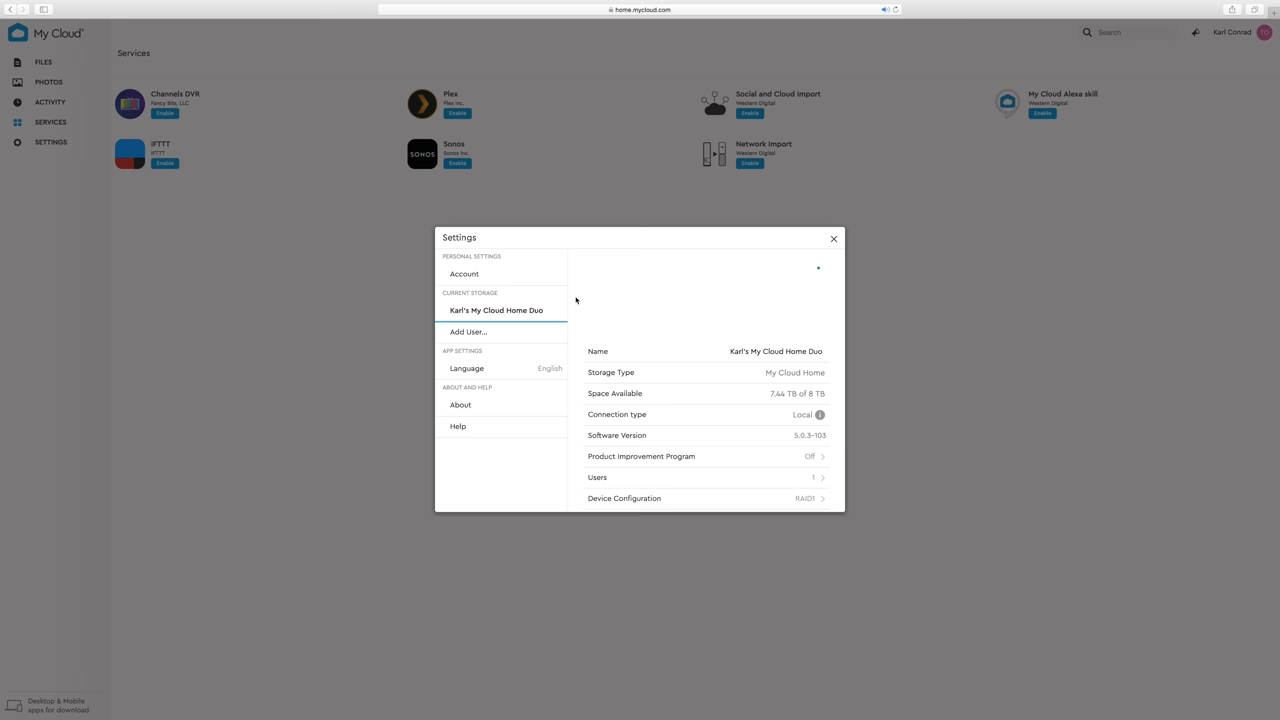 home.mycloud.com
My Cloud
Search
Karl Conrad
FILES
PHOTOS
ACTIVITY
SERVICES
SETTINGS
Services
Channels DVR
Fancy Bits, LLC
Enable
Plex
Plex Inc.
Enable
Social and Cloud Import
Western Digital
Enable
My Cloud Alexa skill
Western Digital
Enable
IFTTT
IFTTT
Enable
SONOS
Sonos
Sonos Inc.
Enable
Network Import
Western Digital
Enable
Settings
PERSONAL SETTINGS
Account
CURRENT STORAGE
Karl's My Cloud Home Duo
Add User...
APP SETTINGS
Language English
ABOUT AND HELP
About
Help
Name Karl's My Cloud Home Duo
Storage Type My Cloud Home
Space Available 7.44 TB of 8 TB
Connection type Local
Software Version 5.0.3-103
Product Improvement Program Off
Users 1
Device Configuration RAID1
Desktop & Mobile
apps for download